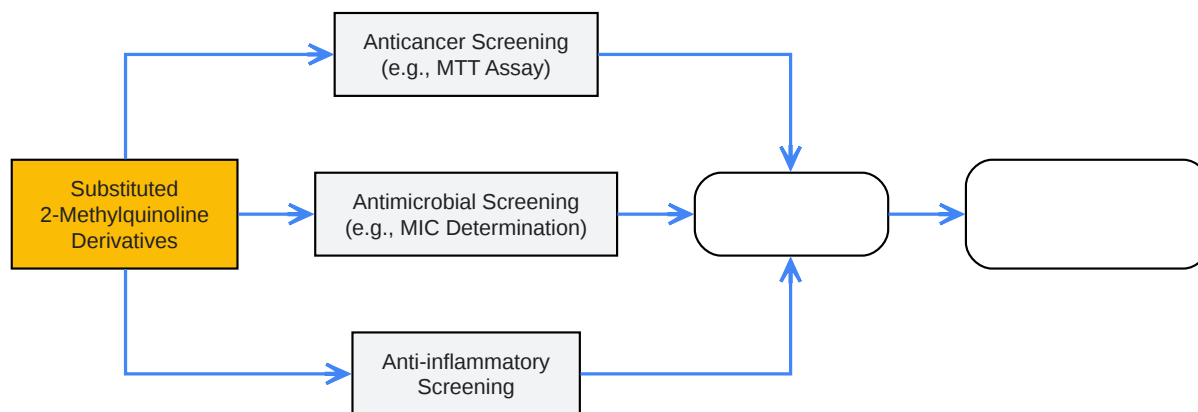 Anticancer Screening
(e.g., MTT Assay)
Substituted
2-Methylquinoline
Derivatives
Antimicrobial Screening
(e.g., MIC Determination)
Anti-inflammatory
Screening